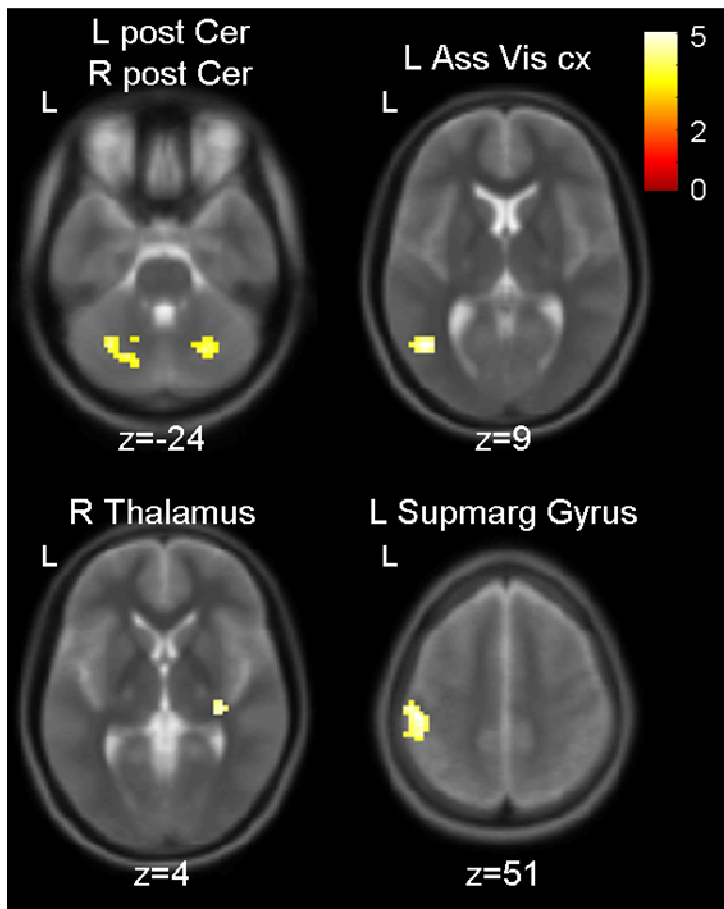 L post Cer
R post Cer
L
z=-24
L Ass Vis cx
L
z=9
5
2
0
R Thalamus
L
z=4
L Supmarg Gyrus
L
z=51